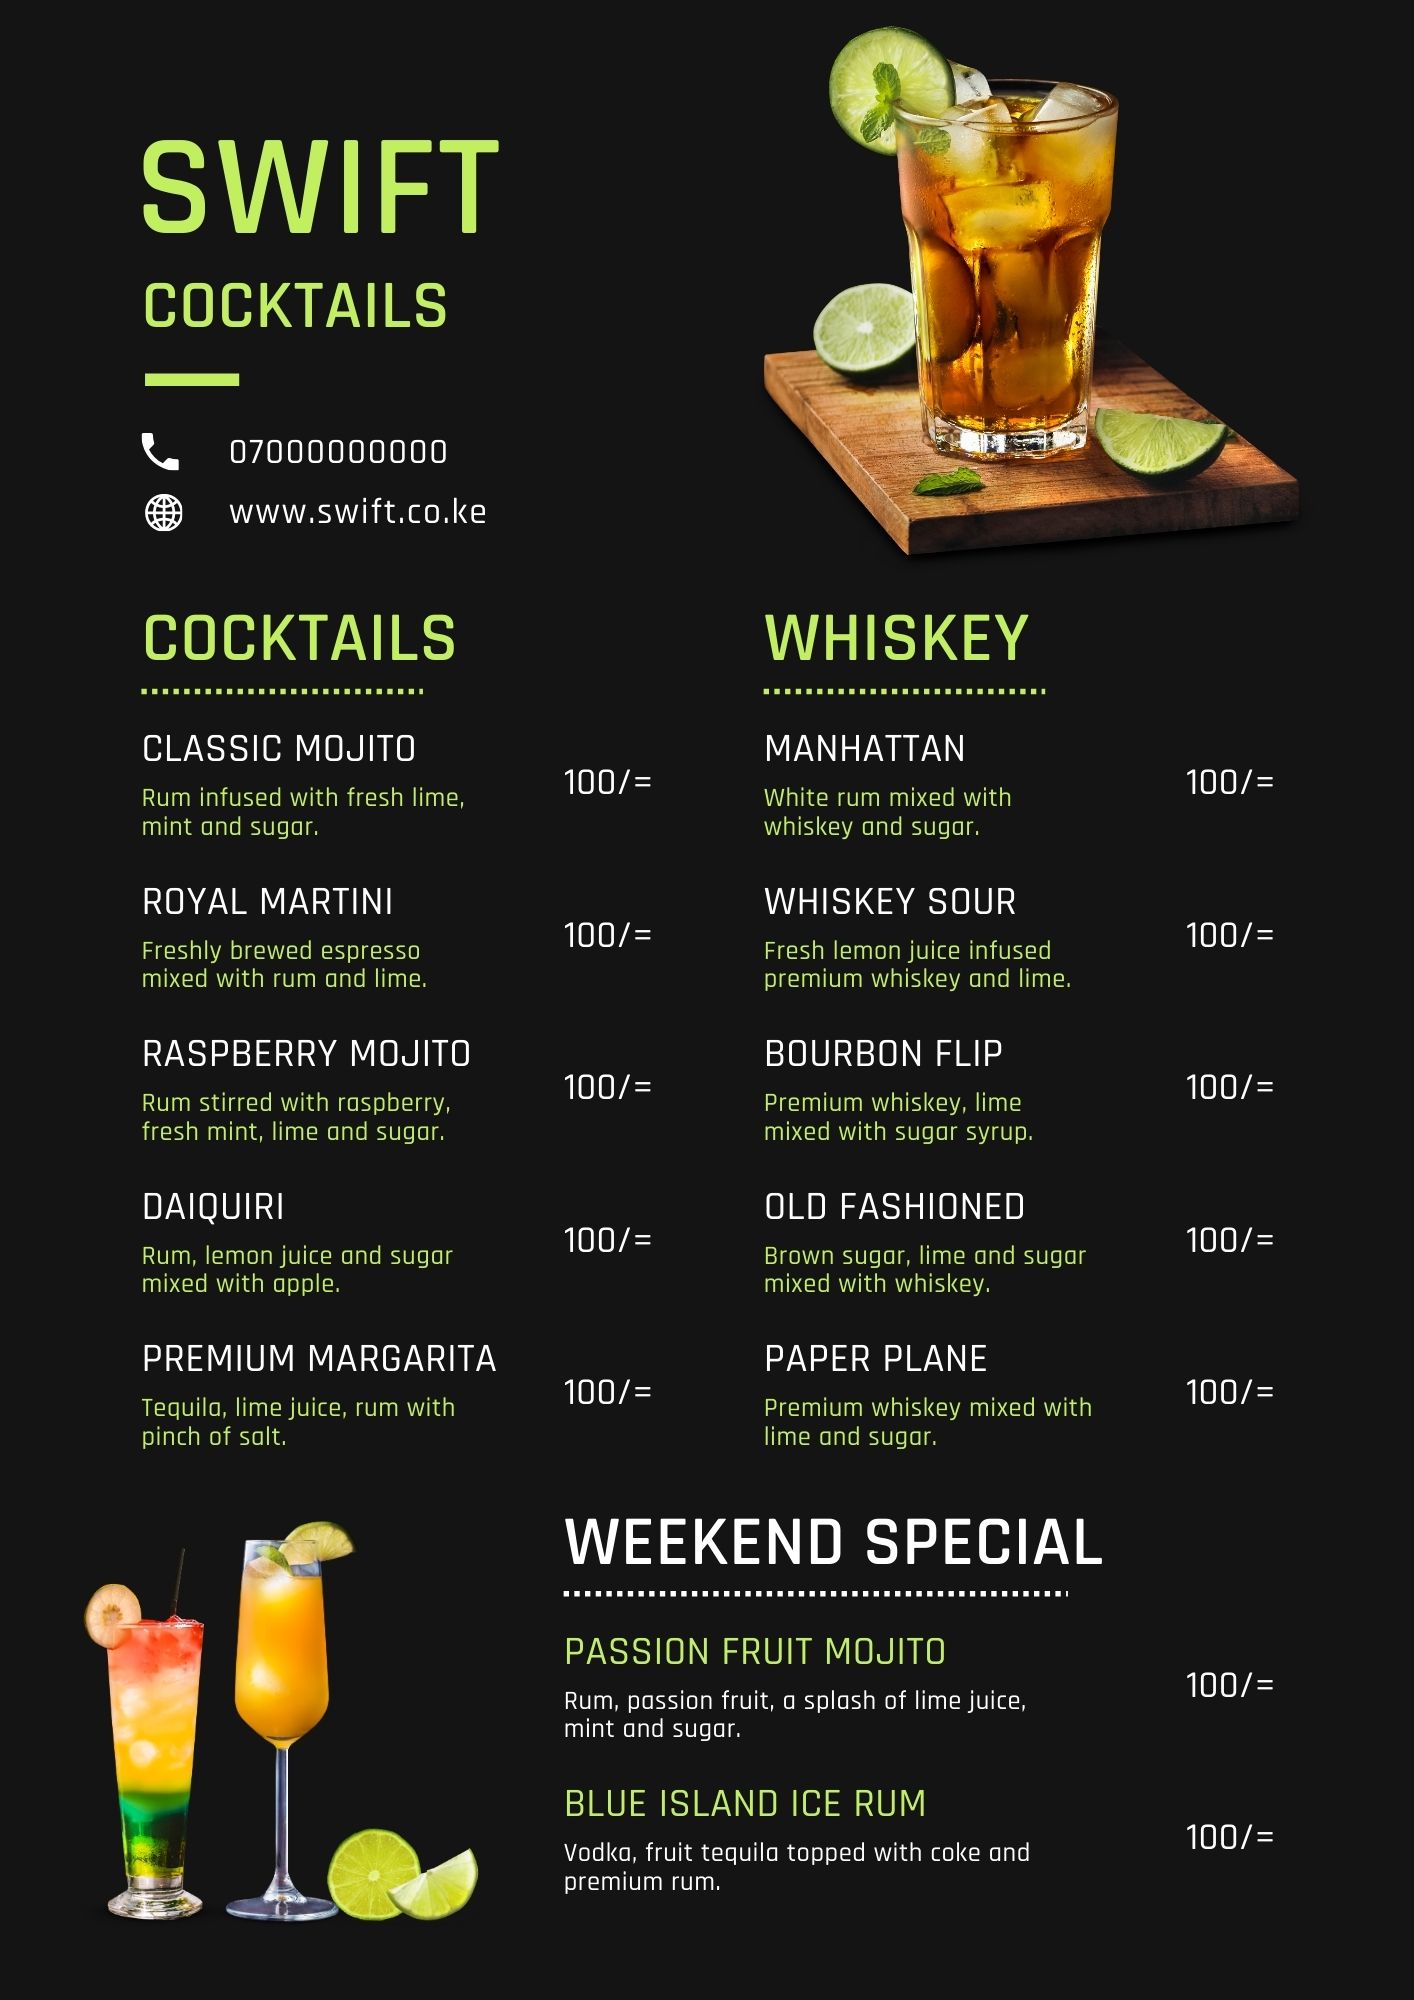 SWIFT
COCKTAILS
07000000000
www.swift.co.ke
COCKTAILS
CLASSIC MOJITO
Rum infused with fresh lime,
mint and sugar.
100/=
ROYAL MARTINI
Freshly brewed espresso
mixed with rum and lime.
100/=
RASPBERRY MOJITO
Rum stirred with raspberry,
fresh mint, lime and sugar.
100/=
DAIQUIRI
Rum, lemon juice and sugar
mixed with apple.
100/=
PREMIUM MARGARITA
Tequila, lime juice, rum with
pinch of salt.
100/=
WHISKEY
MANHATTAN
White rum mixed with
whiskey and sugar.
100/=
WHISKEY SOUR
Fresh lemon juice infused
premium whiskey and lime.
100/=
BOURBON FLIP
Premium whiskey, lime
mixed with sugar syrup.
100/=
OLD FASHIONED
Brown sugar, lime and sugar
mixed with whiskey.
100/=
PAPER PLANE
Premium whiskey mixed with
lime and sugar.
100/=
WEEKEND SPECIAL
PASSION FRUIT MOJITO
Rum, passion fruit, a splash of lime juice,
mint and sugar.
100/=
BLUE ISLAND ICE RUM
Vodka, fruit tequila topped with coke and
premium rum.
100/=